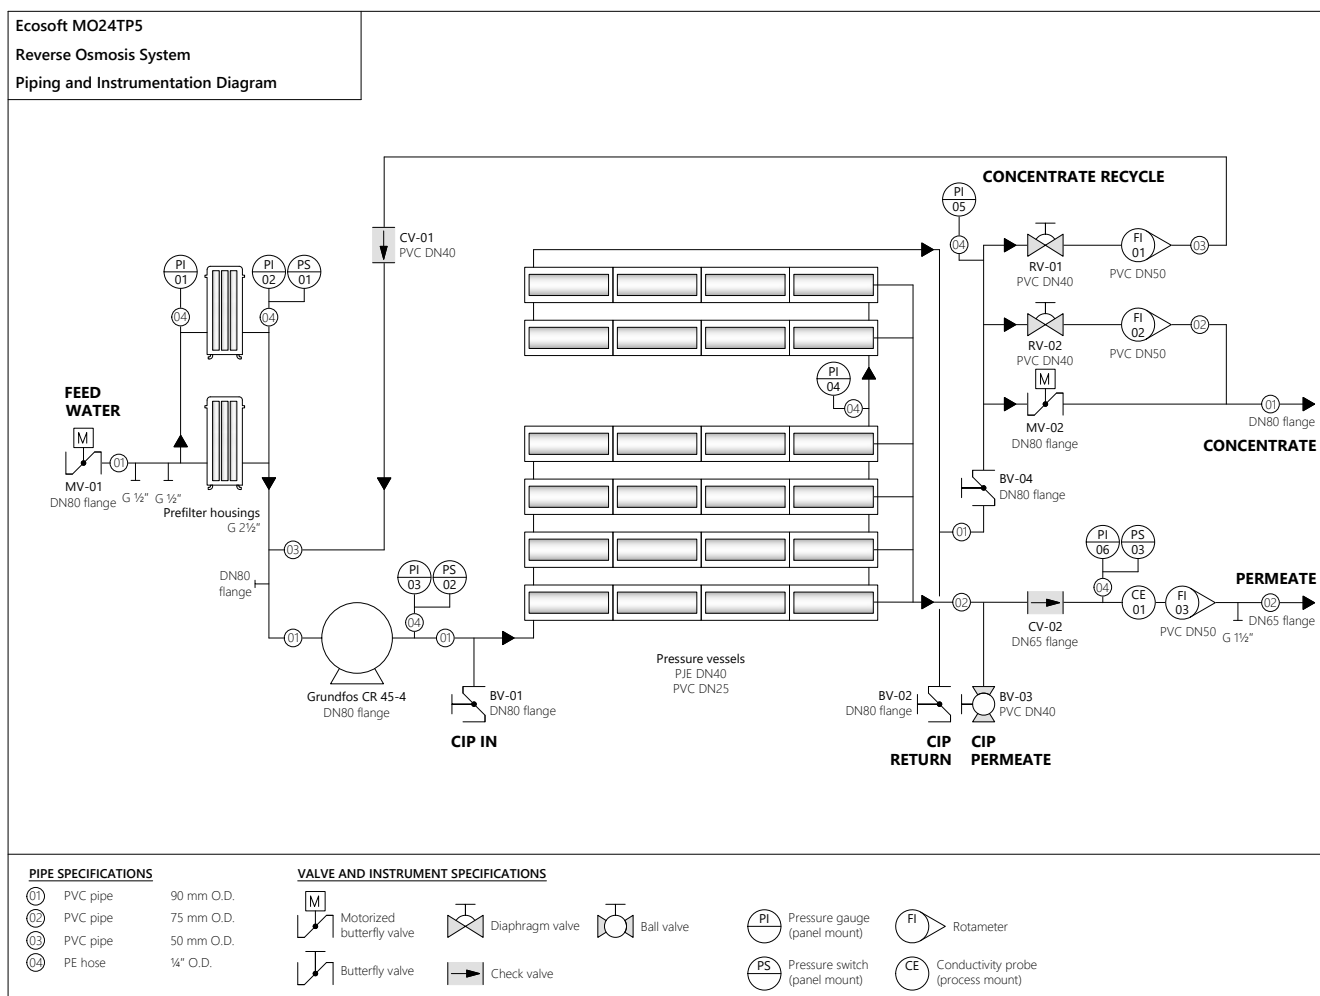 Ecosoft MO24TP5
Reverse Osmosis System
Piping and Instrumentation Diagram
CONCENTRATE RECYCLE
PI
05
04
CV-01
PVC DN40
FI
01
03
RV-01
PVC DN40
PVC DN50
PI
01
PI
02
PS
01
04
04
FI
02
02
RV-02
PVC DN40
PVC DN50
PI
04
04
M
01
MV-02
DN80 flange
DN80 flange
CONCENTRATE
FEED
WATER
M
01
MV-01
DN80 flange
G ½"
G ½"
Prefilter housings
G 2½"
BV-04
DN80 flange
01
03
DN80
flange
PI
03
PS
02
04
01
01
Grundfos CR 45-4
DN80 flange
PI
06
PS
03
04
PERMEATE
02
CE
01
FI
03
02
CV-02
DN65 flange
PVC DN50
G 1½"
DN65 flange
Pressure vessels
PJE DN40
PVC DN25
BV-01
DN80 flange
CIP IN
BV-02
DN80 flange
BV-03
PVC DN40
CIP
RETURN
CIP
PERMEATE
PIPE SPECIFICATIONS
01 PVC pipe 90 mm O.D.
02 PVC pipe 75 mm O.D.
03 PVC pipe 50 mm O.D.
04 PE hose ¼" O.D.
VALVE AND INSTRUMENT SPECIFICATIONS
M
Motorized
butterfly valve
Diaphragm valve
Ball valve
Butterfly valve
Check valve
PI
Pressure gauge
(panel mount)
FI
Rotameter
PS
Pressure switch
(panel mount)
CE
Conductivity probe
(process mount)